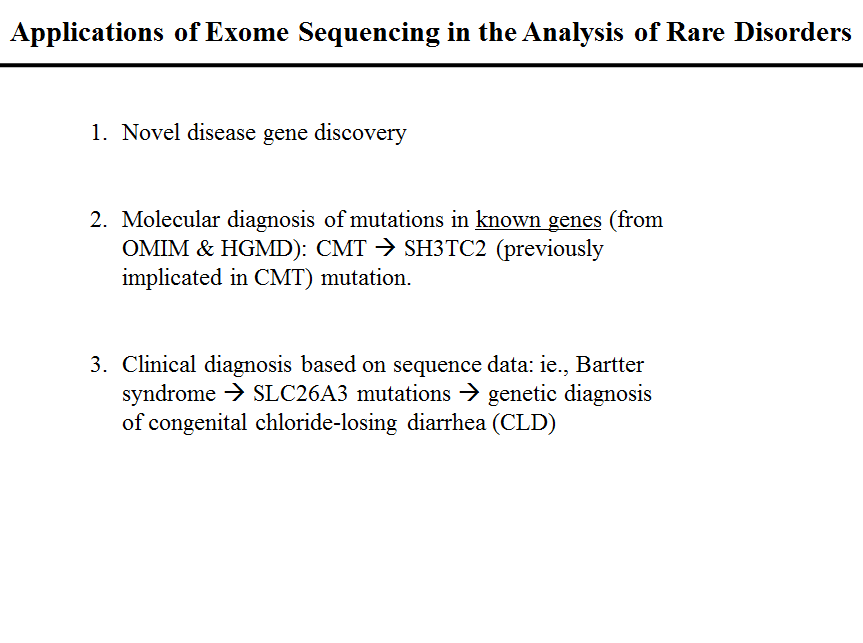 Applications of Exome Sequencing in the Analysis of Rare Disorders
1. Novel disease gene discovery
2. Molecular diagnosis of mutations in known genes (from
OMIM & HGMD): CMT → SH3TC2 (previously
implicated in CMT) mutation.
3. Clinical diagnosis based on sequence data: ie., Bartter
syndrome → SLC26A3 mutations → genetic diagnosis
of congenital chloride-losing diarrhea (CLD)